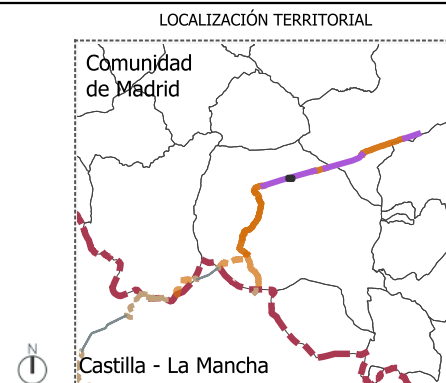 LOCALIZACIÓN TERRITORIAL
Comunidad
de Madrid
N
Castilla - La Mancha